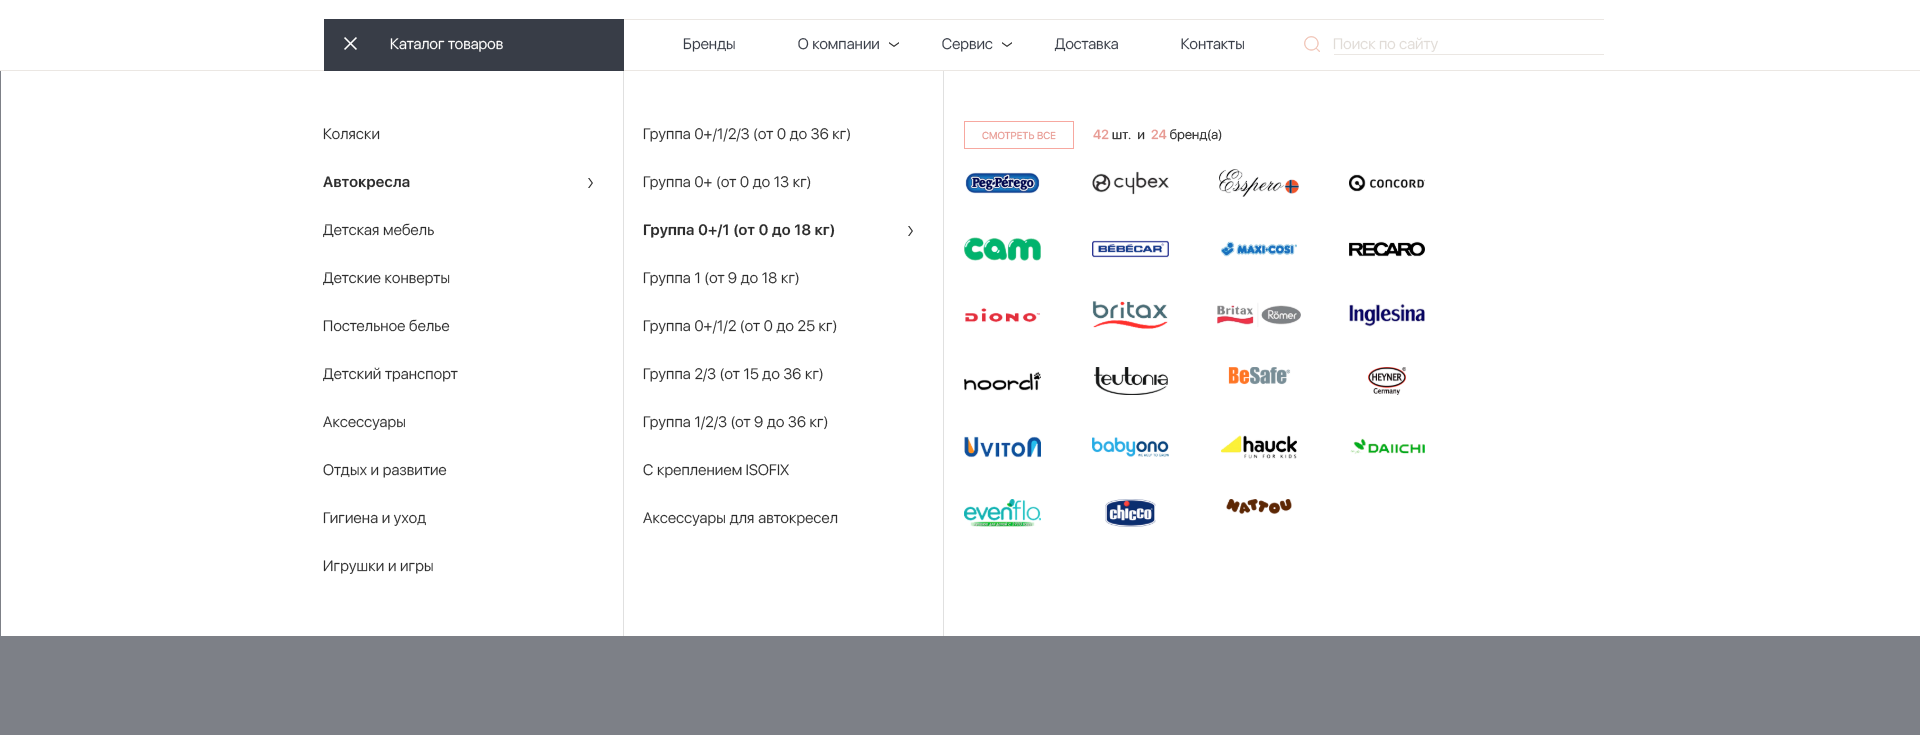 Каталог товаров
Бренды
О компании
Сервис
Доставка
Контакты
Поиск по сайту
Коляски
Автокресла
Детская мебель
Детские конверты
Постельное белье
Детский транспорт
Аксессуары
Отдых и развитие
Гигиена и уход
Игрушки и игры
Группа 0+/1/2/3 (от 0 до 36 кг)
Группа 0+ (от 0 до 13 кг)
Группа 0+/1 (от 0 до 18 кг)
Группа 1 (от 9 до 18 кг)
Группа 0+/1/2 (от 0 до 25 кг)
Группа 2/3 (от 15 до 36 кг)
Группа 1/2/3 (от 9 до 36 кг)
С креплением ISOFIX
Аксессуары для автокресел
СМОТРЕТЬ ВСЕ
42 шт. и 24 бренд(а)
Peg-Pérego
cybex
Esspero
CONCORD
cam
BÉBÉCAR
MAXI-COSI
RECARO
DIONO
britax
Britax Römer
Inglesina
noordi
teutonia
BeSafe
HEYNER
Germany
UVITON
babyono
hauck
FUN FOR KIDS
DAIICHI
evenflo
chicco
NATTOU